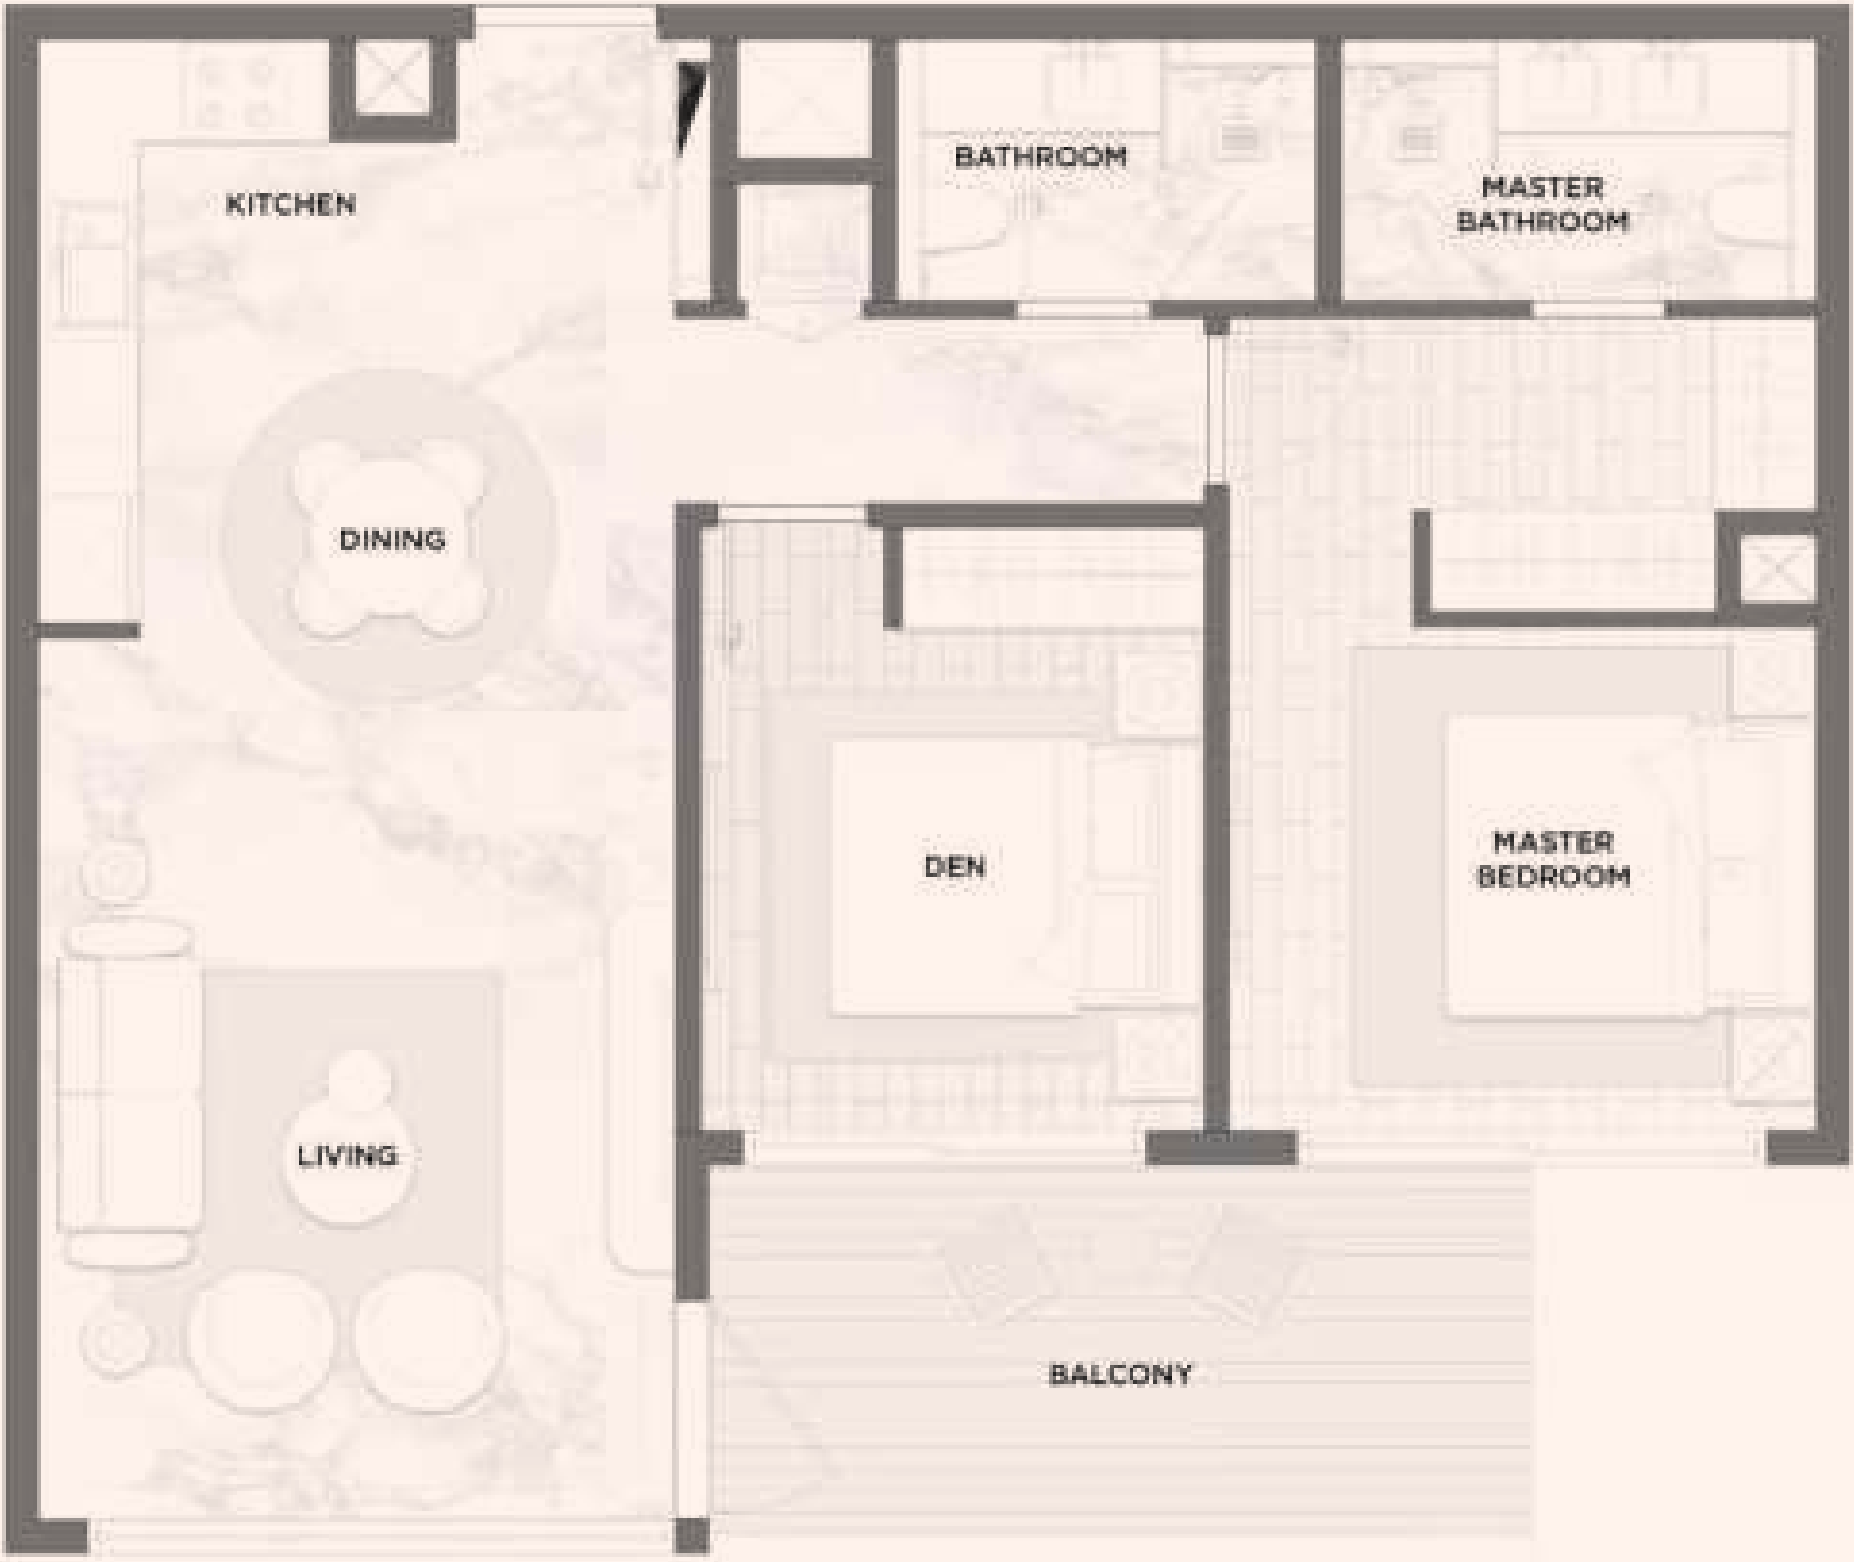 BATHROOM
MASTER
BATHROOM
KITCHEN
DINING
DEN
MASTER
BEDROOM
LIVING
BALCONY